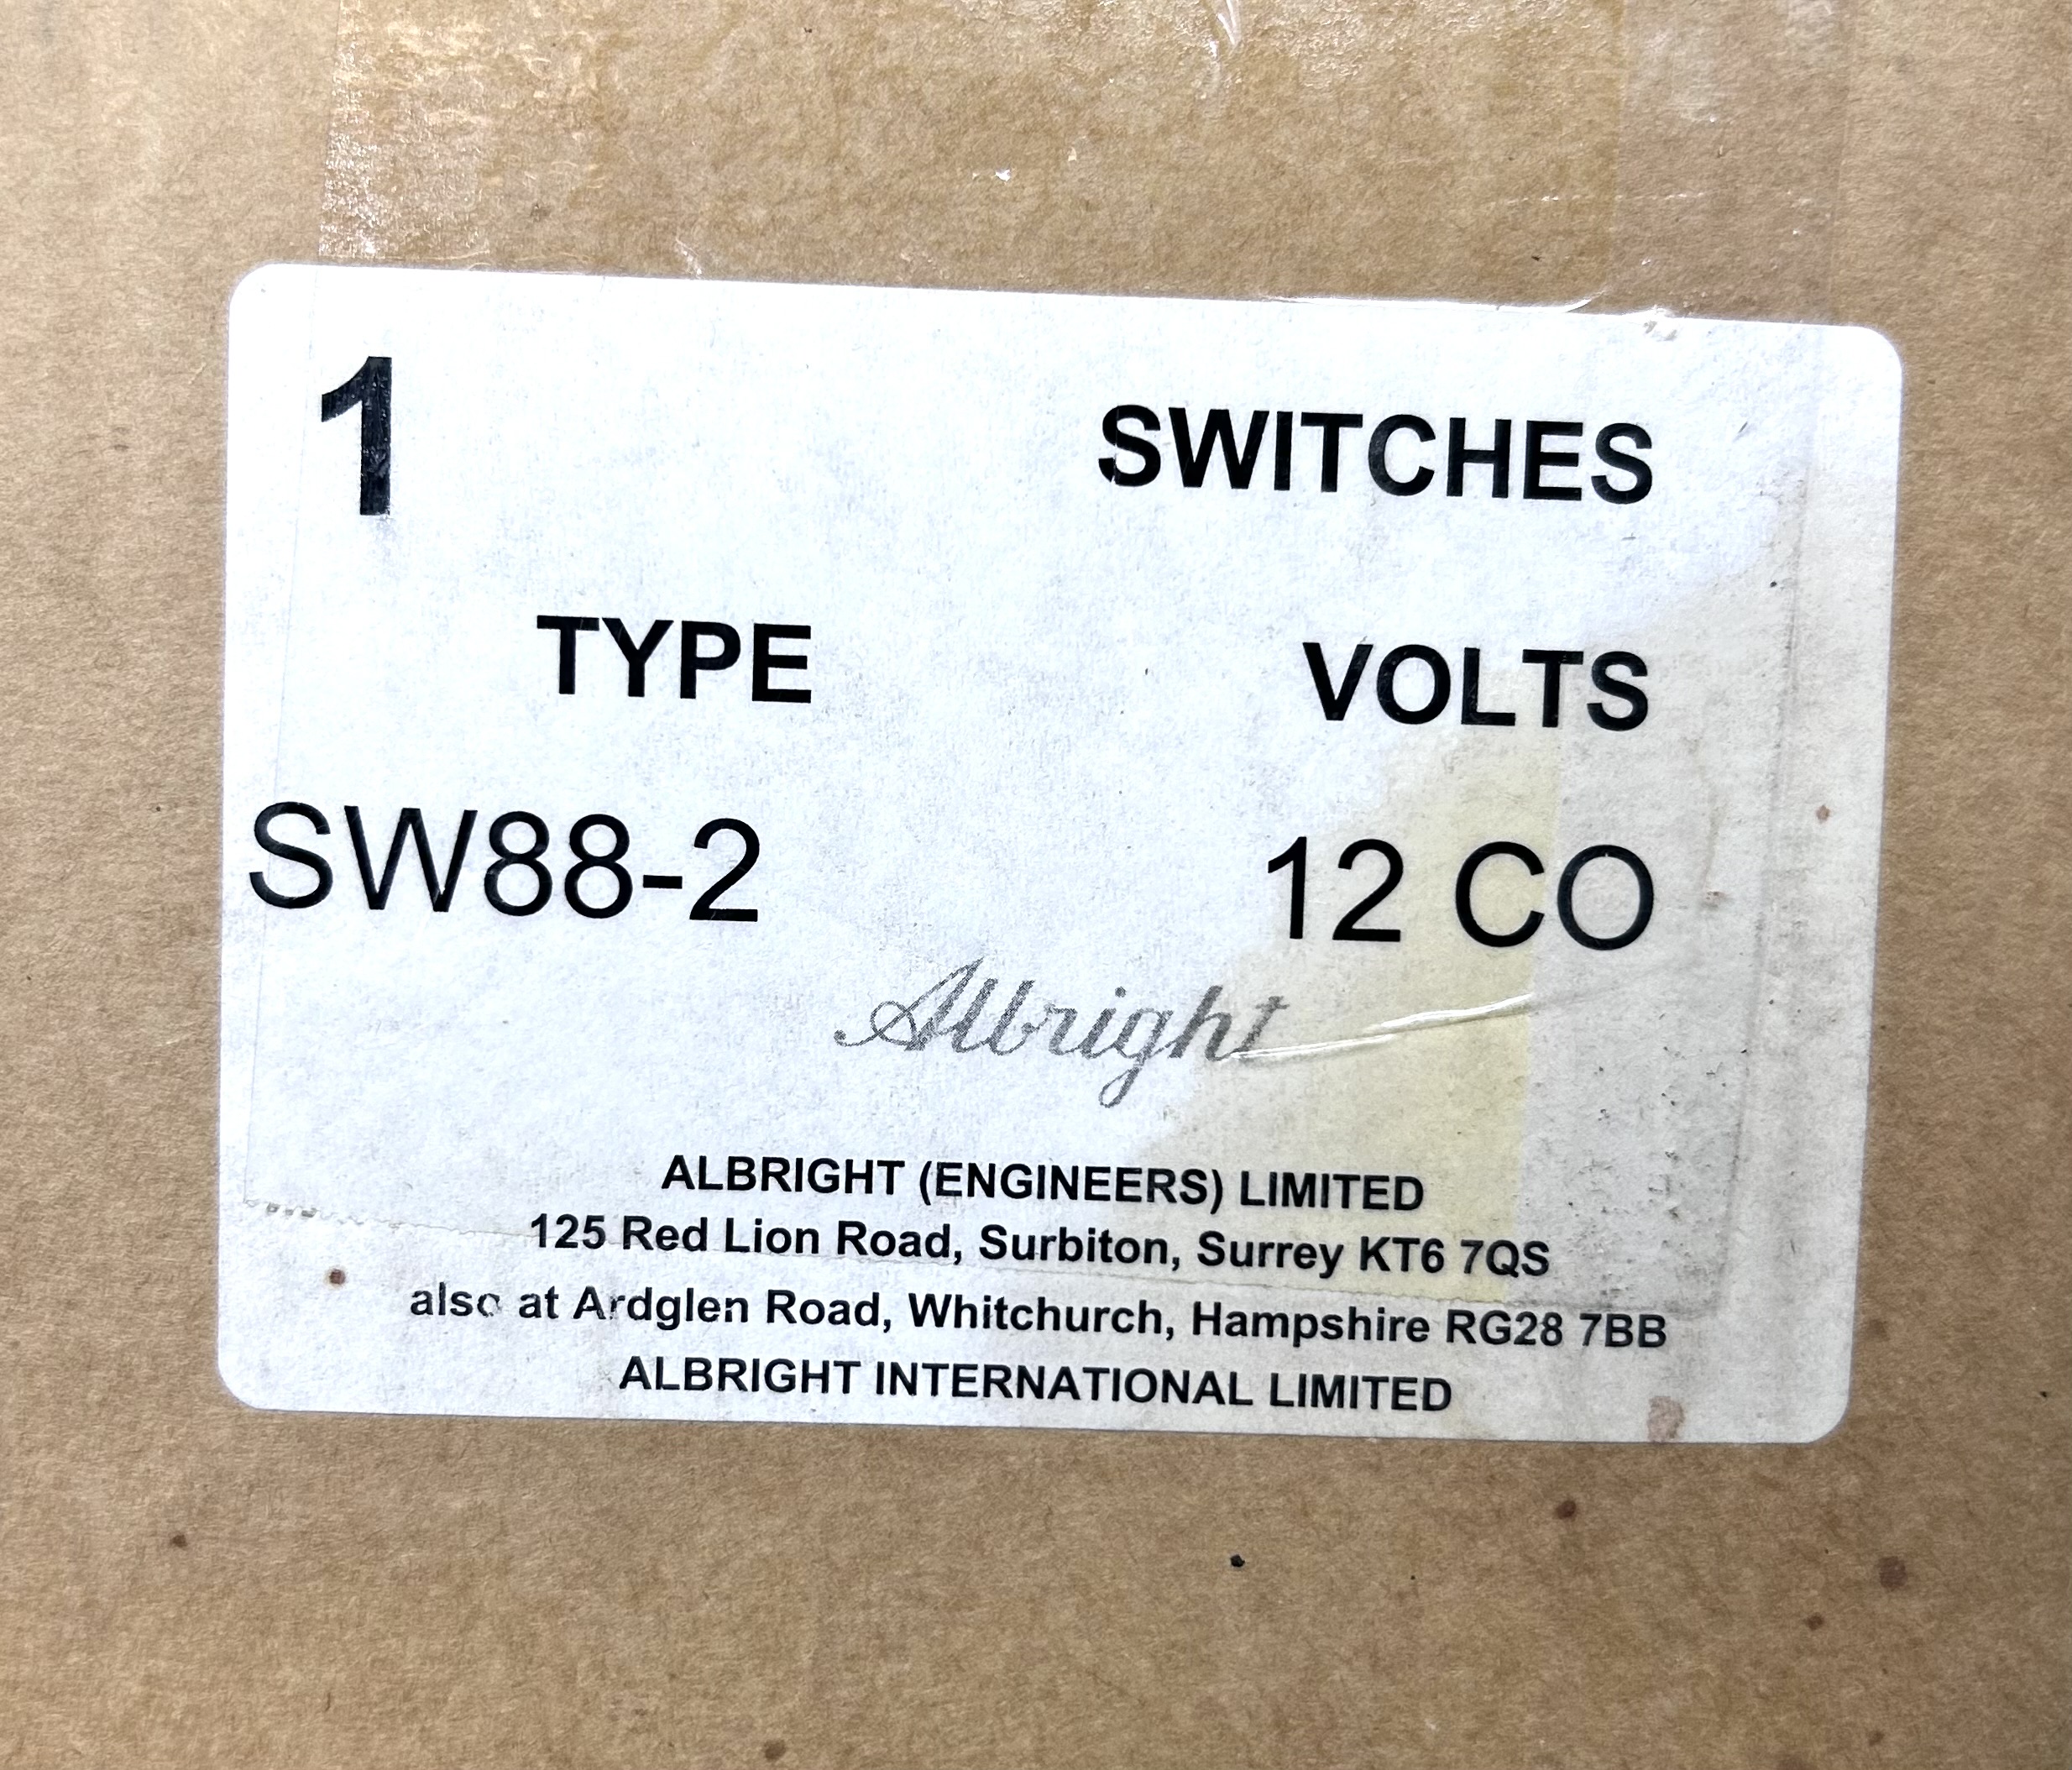 1 SWITCHES
TYPE VOLTS
SW88-2 12 CO
Albright
ALBRIGHT (ENGINEERS) LIMITED
125 Red Lion Road, Surbiton, Surrey KT6 7QS
also at Ardglen Road, Whitchurch, Hampshire RG28 7BB
ALBRIGHT INTERNATIONAL LIMITED